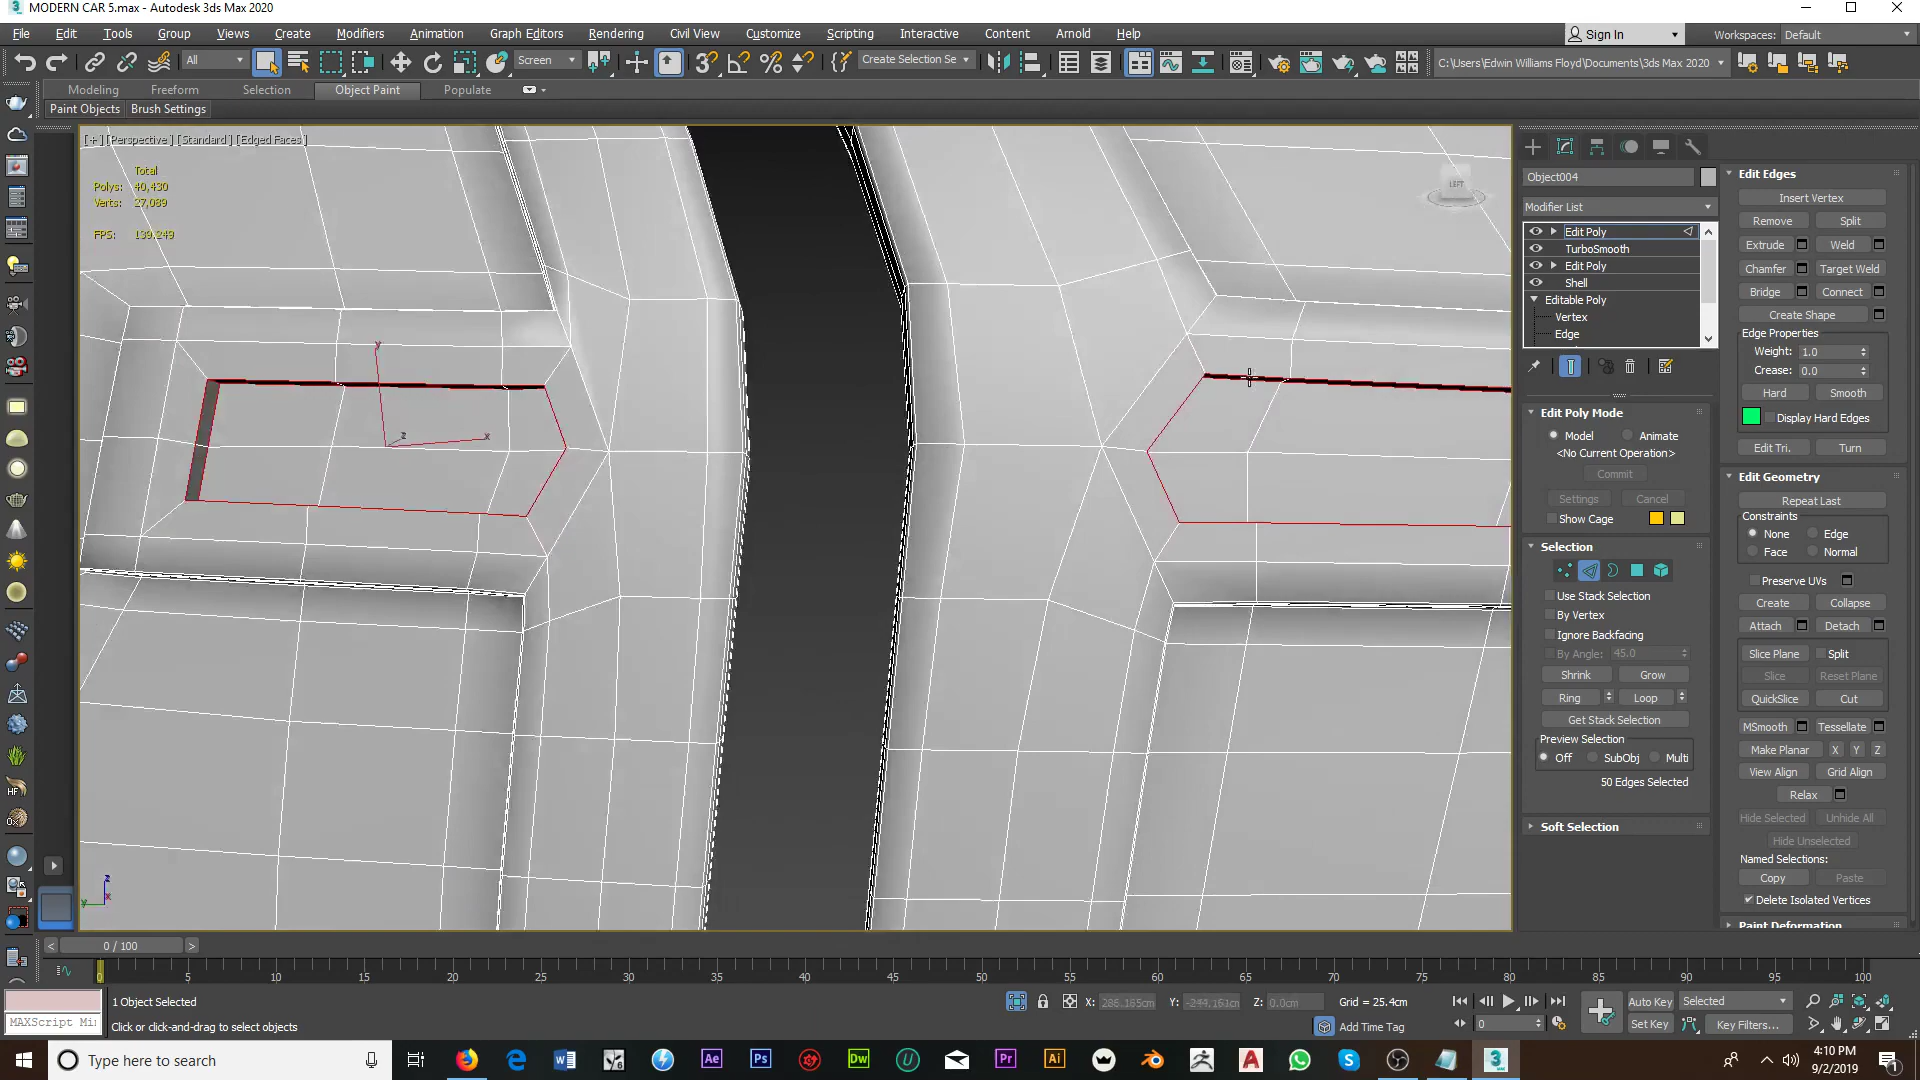 MODERN CAR 5.max - Autodesk 3ds Max 2020
File Edit Tools Group Views Create Modifiers Animation Graph Editors Rendering Civil View Customize Scripting Interactive Content Arnold Help
Sign In
Workspaces: Default
All
Screen
Create Selection Se
C:\Users\Edwin Williams Floyd\Documents\3ds Max 2020
Modeling Freeform Selection Object Paint Populate
Paint Objects Brush Settings
[+] [Perspective] [Standard] [Edged Faces]
Total
Polys: 40,430
Verts: 27,089
FPS: 139.249
y
z
x
LEFT
z
y
x
Object004
Modifier List
Edit Poly
TurboSmooth
Edit Poly
Shell
Editable Poly
Vertex
Edge
Edit Poly Mode
Model Animate
<No Current Operation>
Commit
Settings Cancel
Show Cage
Selection
Use Stack Selection
By Vertex
Ignore Backfacing
By Angle: 45.0
Shrink Grow
Ring Loop
Get Stack Selection
Preview Selection
Off SubObj Multi
50 Edges Selected
Soft Selection
Edit Edges
Insert Vertex
Remove Split
Extrude Weld
Chamfer Target Weld
Bridge Connect
Create Shape
Edge Properties
Weight: 1.0
Crease: 0.0
Hard Smooth
Display Hard Edges
Edit Tri. Turn
Edit Geometry
Repeat Last
Constraints
None Edge
Face Normal
Preserve UVs
Create Collapse
Attach Detach
Slice Plane Split
Slice Reset Plane
QuickSlice Cut
MSmooth Tessellate
Make Planar X Y Z
View Align Grid Align
Relax
Hide Selected Unhide All
Hide Unselected
Named Selections:
Copy Paste
Delete Isolated Vertices
Paint Deformation
< 0 / 100 >
0 5 10 15 20 25 30 35 40 45 50 55 60 65 70 75 80 85 90 95 100
MAXScript Mi
1 Object Selected
Click or click-and-drag to select objects
X: 286.185cm Y: -244.161cm Z: 0.0cm Grid = 25.4cm
Add Time Tag
0
Auto Key Selected
Set Key Key Filters...
Type here to search
4:10 PM
9/2/2019